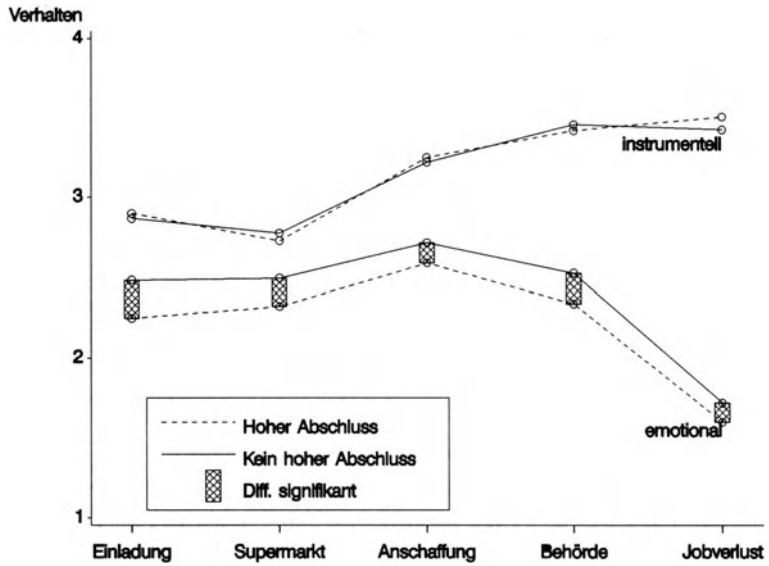 Verhalten
4
3
2
1
instrumentell
emotional
Hoher Abschluss
Kein hoher Abschluss
Diff. signifikant
Einladung Supermarkt Anschaffung Behörde Jobverlust